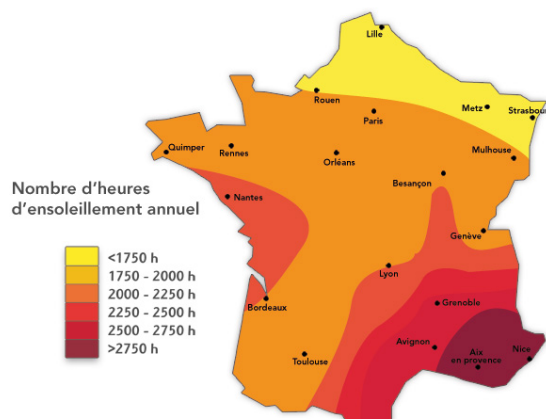 Lille
Rouen
Metz
Strasbour
Paris
Quimper
Rennes
Orléans
Mulhouse
Besançon
Nombre d'heures
d'ensoleillement annuel
Nantes
Genève
<1750 h
1750 - 2000 h
2000 - 2250 h
2250 - 2500 h
2500 - 2750 h
>2750 h
Lyon
Bordeaux
Grenoble
Toulouse
Avignon
Aix
en provence
Nice